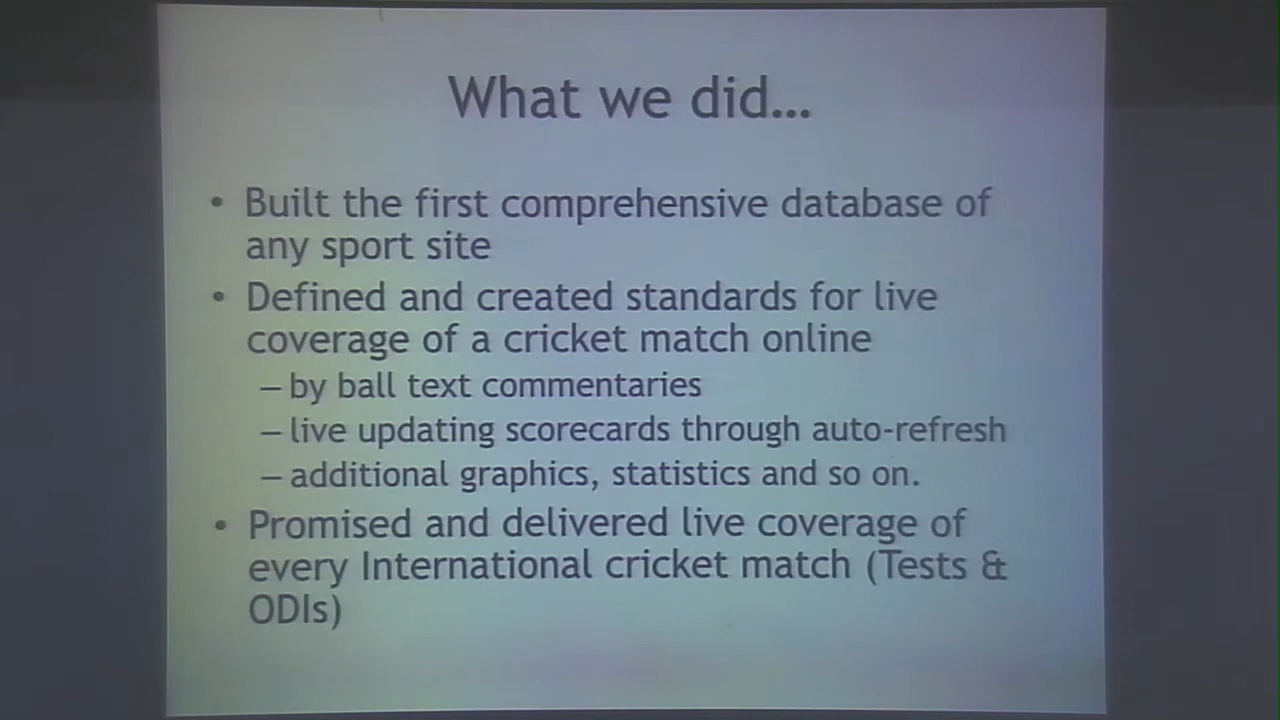 What we did...
• Built the first comprehensive database of
any sport site
• Defined and created standards for live
coverage of a cricket match online
– by ball text commentaries
– live updating scorecards through auto-refresh
– additional graphics, statistics and so on.
• Promised and delivered live coverage of
every International cricket match (Tests &
ODIs)